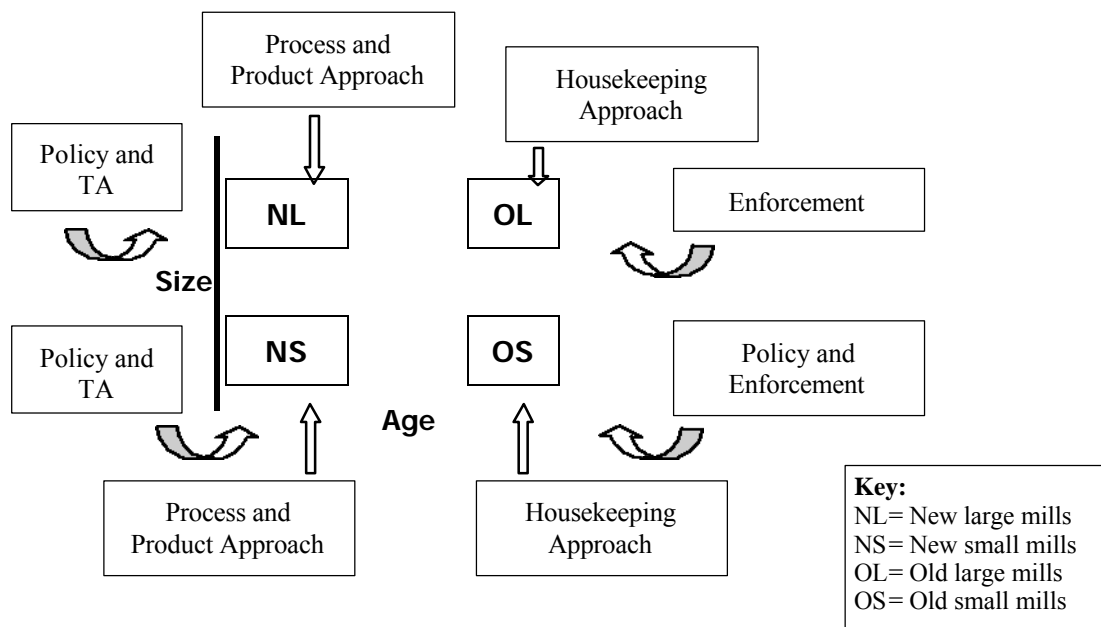 Process and
Product Approach
Housekeeping
Approach
Policy and
TA
NL
OL
Enforcement
Size
Policy and
TA
NS
OS
Policy and
Enforcement
Age
Process and
Product Approach
Housekeeping
Approach
Key:
NL= New large mills
NS= New small mills
OL= Old large mills
OS= Old small mills